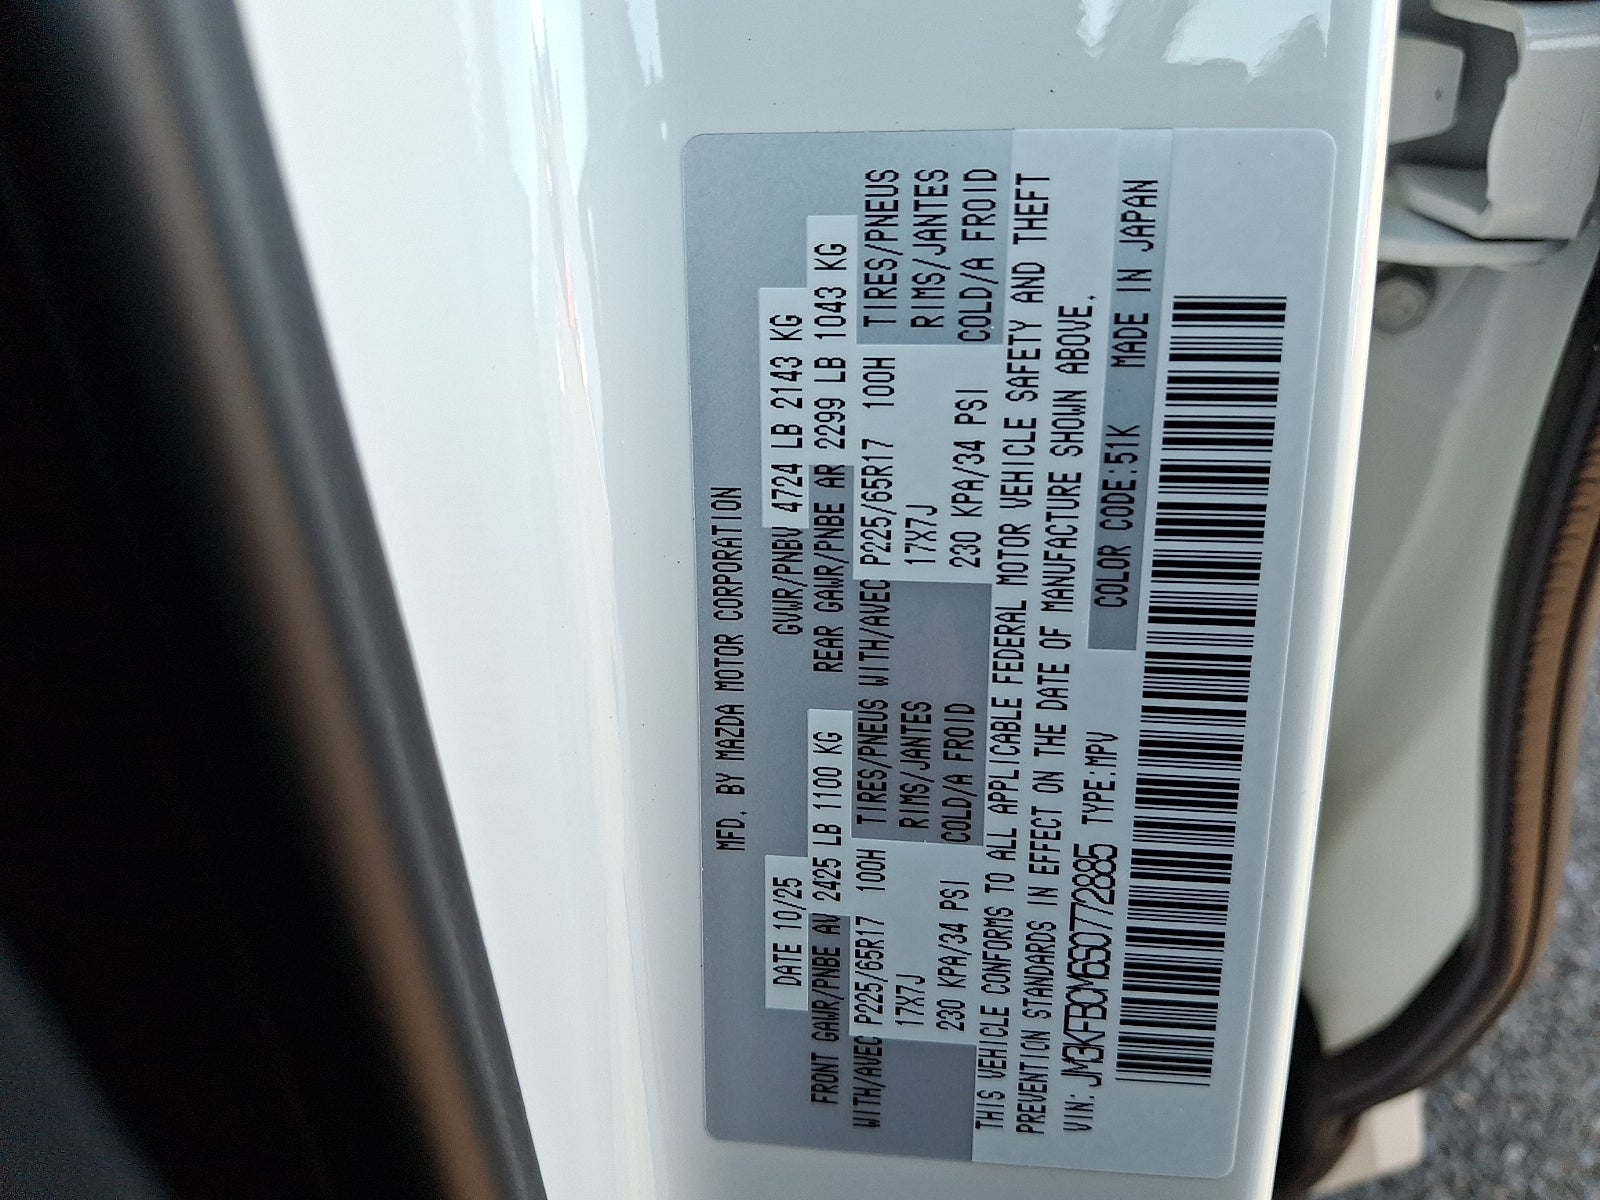 MFD. BY MAZDA MOTOR CORPORATION
DATE 10/25 GVWR/PNBV 4724 LB 2143 KG
FRONT GAWR/PNBE AV 2425 LB 1100 KG REAR GAWR/PNBE AR 2299 LB 1043 KG
WITH/AVEC P225/65R17 100H TIRES/PNEUS WITH/AVEC P225/65R17 100H TIRES/PNEUS
17X7J RIMS/JANTES 17X7J RIMS/JANTES
230 KPA/34 PSI COLD/A FROID 230 KPA/34 PSI COLD/A FROID
THIS VEHICLE CONFORMS TO ALL APPLICABLE FEDERAL MOTOR VEHICLE SAFETY AND THEFT
PREVENTION STANDARDS IN EFFECT ON THE DATE OF MANUFACTURE SHOWN ABOVE.
VIN: JM3KFBCM6S0772885 TYPE:MPV COLOR CODE:51K MADE IN JAPAN